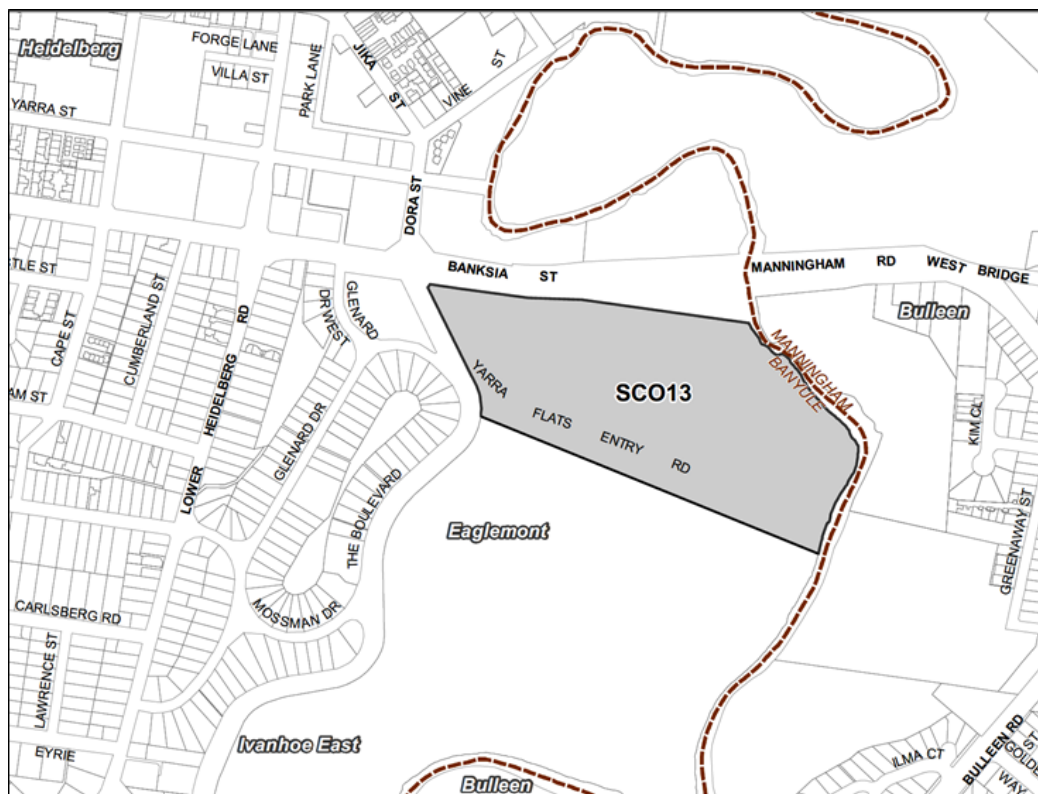 Heidelberg
FORGE LANE
VILLA ST
PARK LANE
JIKA ST
VINE ST
YARRA ST
DORA ST
BANKSIA ST
MANNINGHAM RD WEST BRIDGE
TLE ST
CAPE ST
CUMBERLAND ST
LOWER HEIDELBERG RD
DR WEST
GLENARD
Bulleen
MANNINGHAM
BANYULE
SCO13
YARRA FLATS ENTRY RD
AM ST
GLENARD DR
THE BOULEVARD
KIM CL
GREENAWAY ST
Eaglemont
MOSSMAN DR
CARLSBERG RD
LAWRENCE ST
EYRIE
Ivanhoe East
Bulleen
ILMA CT
BULLEEN RD
ST
GOLDE
WAY